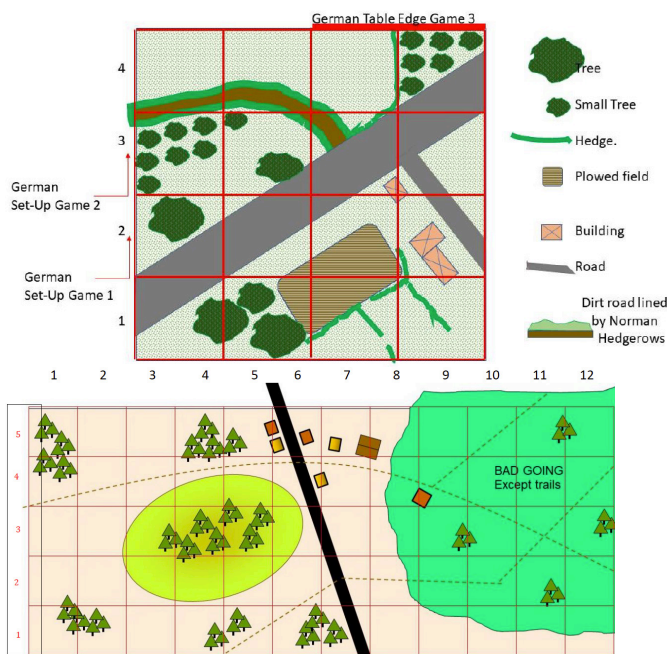 German Table Edge Game 3
4
3
2
1
German
Set-Up Game 2
German
Set-Up Game 1
Tree
Small Tree
Hedge.
Plowed field
Building
Road
Dirt road lined
by Norman
Hedgerows
1 2 3 4 5 6 7 8 9 10 11 12
5
4
3
2
1
BAD GOING
Except trails